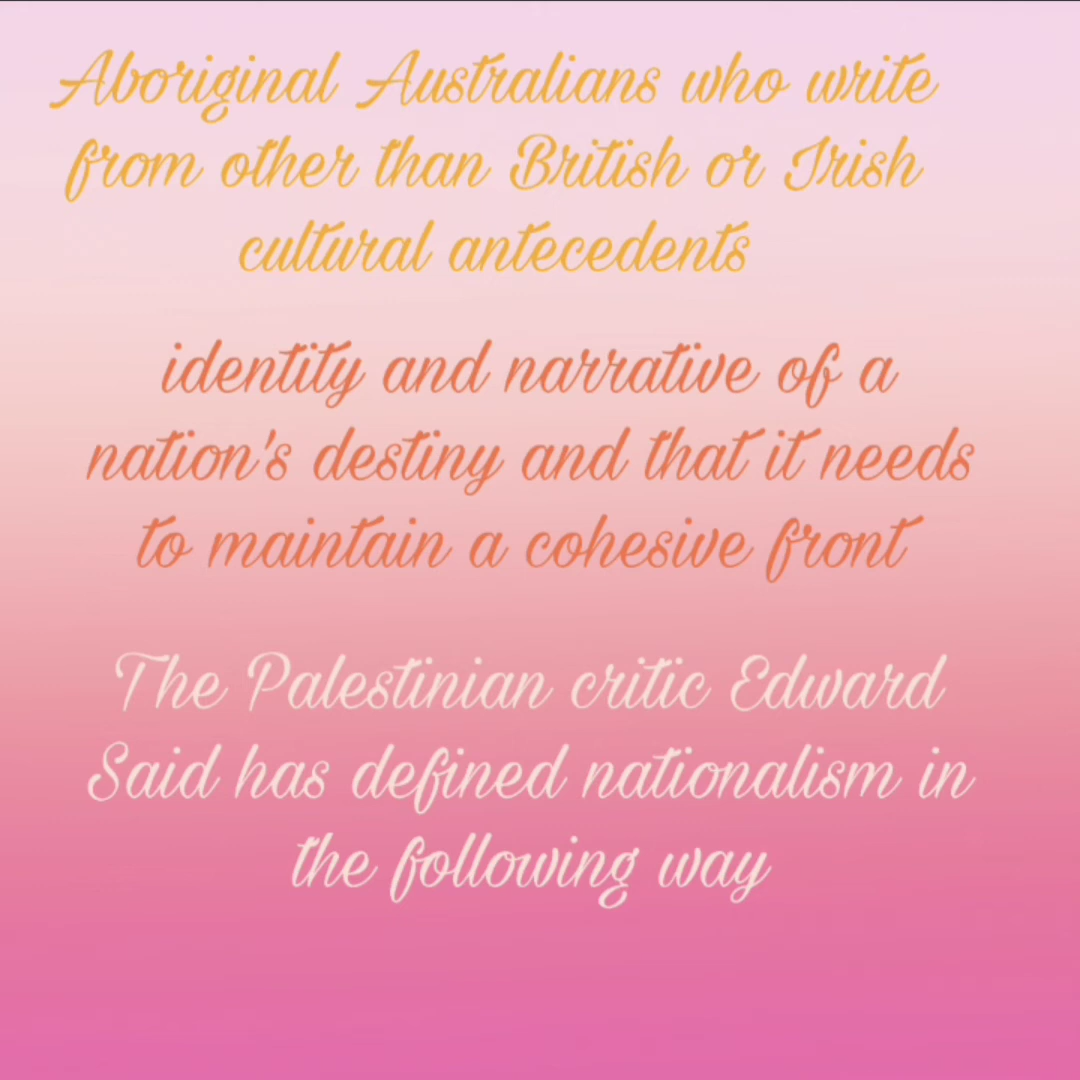 Aboriginal Australians who write
from other than British or Irish
cultural antecedents
identity and narrative of a
nation's destiny and that it needs
to maintain a cohesive front
The Palestinian critic Edward
Said has defined nationalism in
the following way